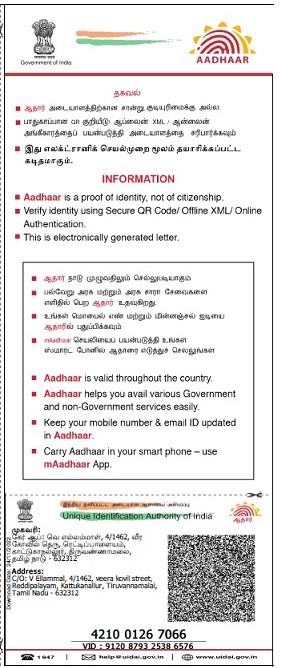 Government of India
AADHAAR
தகவல்
ஆதார் அடையாளத்திற்கான சான்று, குடியுரிமைக்கு அல்ல.
பாதுகாப்பான QR குறியீடு/ ஆஃப்லைன் XML / ஆன்லைன்
அங்கீகாரத்தைப் பயன்படுத்தி அடையாளத்தை சரிபார்க்கவும்
இது எலக்ட்ரானிக் செயல்முறை மூலம் தயாரிக்கப்பட்ட
கடிதமாகும்.
INFORMATION
Aadhaar is a proof of identity, not of citizenship.
Verify identity using Secure QR Code/ Offline XML/ Online
Authentication.
This is electronically generated letter.
ஆதார் நாடு முழுவதிலும் செல்லுபடியாகும்
பல்வேறு அரசு மற்றும் அரசு சாரா சேவைகளை
எளிதில் பெற ஆதார் உதவுகிறது.
உங்கள் மொபைல் எண் மற்றும் மின்னஞ்சல் ஐடியை
ஆதாரில் புதுப்பிக்கவும்
mAadhaar செயலியைப் பயன்படுத்தி உங்கள்
ஸ்மார்ட் போனில் ஆதாரை எடுத்துச் செல்லுங்கள்
Aadhaar is valid throughout the country.
Aadhaar helps you avail various Government
and non-Government services easily.
Keep your mobile number & email ID updated
in Aadhaar.
Carry Aadhaar in your smart phone – use
mAadhaar App.
இந்திய தனிப்பட்ட அடையாள ஆணைய அமைப்பு
Unique Identification Authority of India
ஆதார்
முகவரி:
வெ எல்லம்மாள், 4/1462, வீர
கோவில் தெரு, ரெட்டிப்பாளையம்,
காட்டுகாநல்லூர், திருவண்ணாமலை,
தமிழ் நாடு - 632312
Address:
C/O: V Ellammal, 4/1462, veera kovil street,
Reddipalayam, Kattukanallur, Tiruvannamalai,
Tamil Nadu - 632312
4210 0126 7066
VID : 9120 8793 2538 6576
1947
help@uidai.gov.in
www.uidai.gov.in